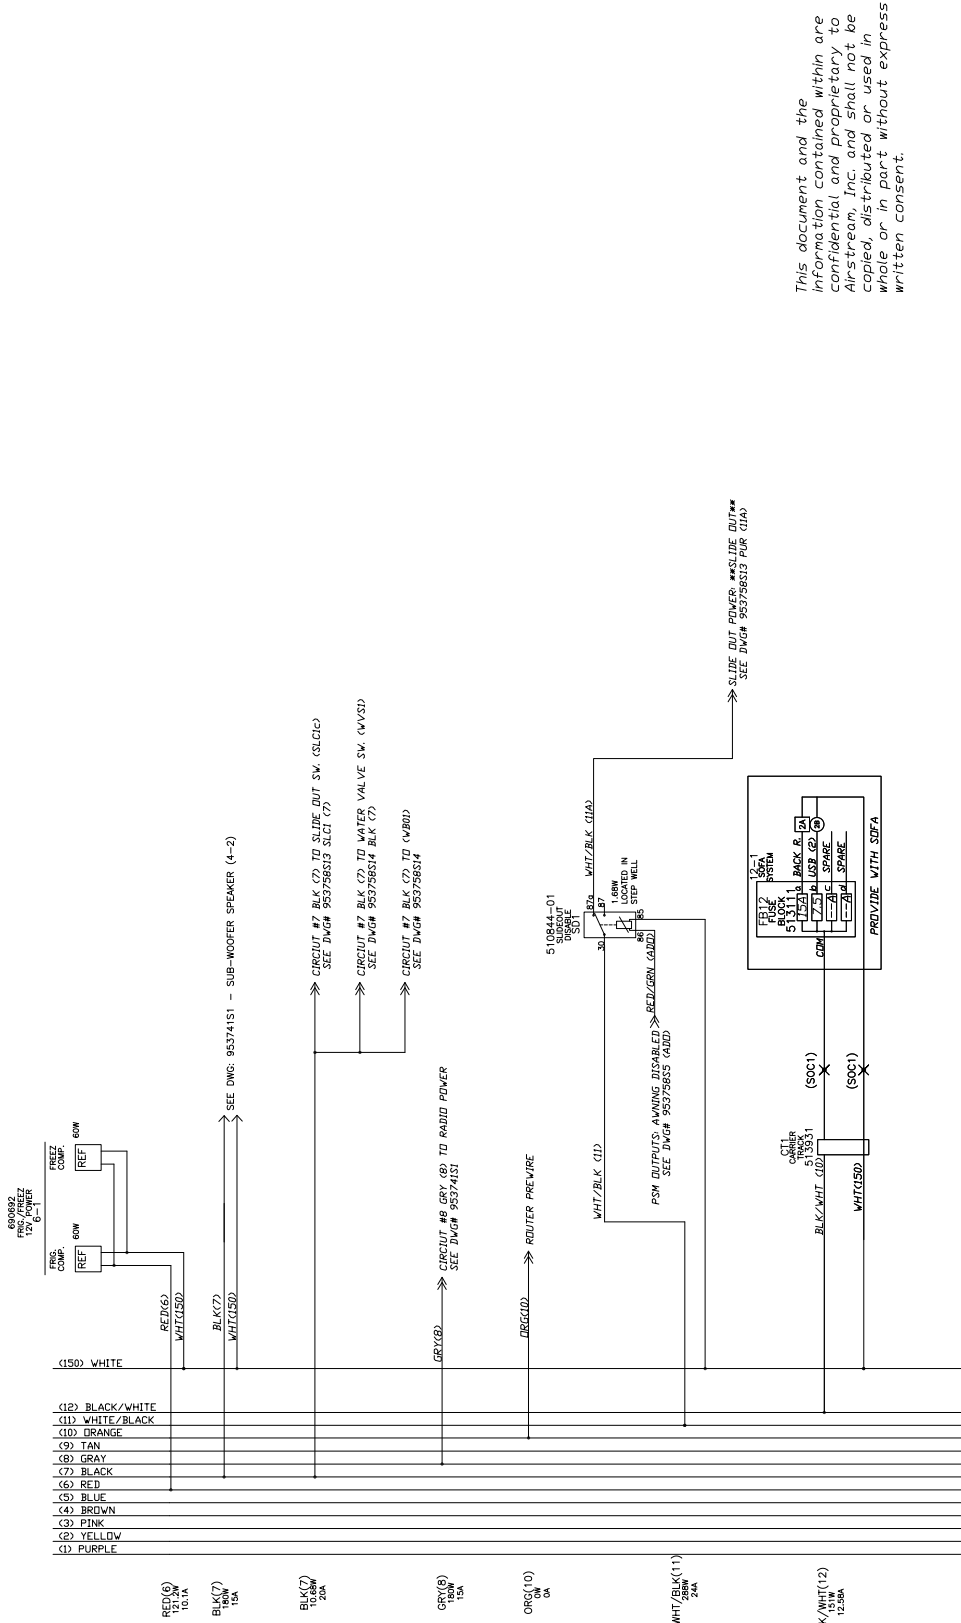 This document and the
information contained within are
confidential and proprietary to
Airstream, Inc. and shall not be
copied, distributed or used in
whole or in part without express
written consent.
690692
FRIG./FREEZ
12V POWER
6-1
FRIG.
COMP.
REF
60W
FREEZ
COMP.
REF
60W
RED(6)
WHT(150)
BLK(7)
WHT(150)
SEE DWG: 953741S1 - SUB-WOOFER SPEAKER (4-2)
CIRCIUT #7 BLK (7) TO SLIDE OUT SW. (SLC1c)
SEE DWG# 953758S13 SLC1 (7)
CIRCIUT #7 BLK (7) TO WATER VALVE SW. (WVS1)
SEE DWG# 953758S14 BLK (7)
CIRCIUT #7 BLK (7) TO (WB01)
SEE DWG# 953758S14
GRY(8)
CIRCIUT #8 GRY (8) TO RADIO POWER
SEE DWG# 953741S1
ORG(10)
ROUTER PREWIRE
510844-01
SLIDEOUT
DISABLE
SD1
30
87a
87
86
85
1.68W
LOCATED IN
STEP WELL
WHT/BLK (11)
WHT/BLK (11A)
RED/GRN (ADD)
PSM OUTPUTS: AWNING DISABLED
SEE DWG# 953758S5 (ADD)
SLIDE OUT POWER: **SLIDE OUT**
SEE DWG# 953758S13 PUR (11A)
12-1
SOFA
SYSTEM
FB12
FUSE
BLOCK
513111
COM
15A a BACK R. 2A
7.5 b USB (2) 2B
--A c SPARE
--A d SPARE
PROVIDE WITH SOFA
(SOC1)
(SOC1)
CT1
CARRIER
TRACK
513931
BLK/WHT (10)
WHT(150)
(150) WHITE
(12) BLACK/WHITE
(11) WHITE/BLACK
(10) ORANGE
(9) TAN
(8) GRAY
(7) BLACK
(6) RED
(5) BLUE
(4) BROWN
(3) PINK
(2) YELLOW
(1) PURPLE
RED(6)
121.2W
10.1A
BLK(7)
180W
15A
BLK(7)
10.68W
20A
GRY(8)
180W
15A
ORG(10)
0W
0A
WHT/BLK(11)
288W
24A
K/WHT(12)
151W
12.58A